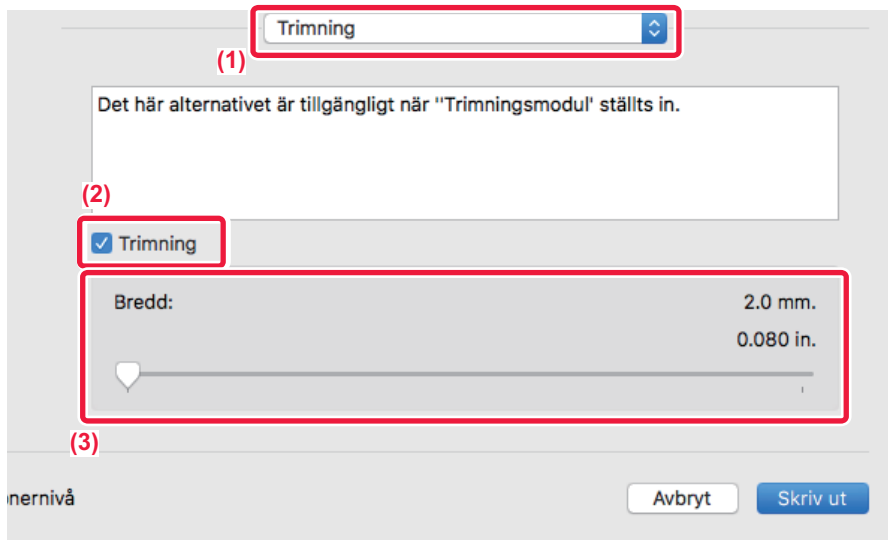 Trimning
(1)
Det här alternativet är tillgängligt när "Trimningsmodul' ställts in.
(2)
Trimning
Bredd: 2.0 mm.
0.080 in.
(3)
nernivå Avbryt Skriv ut